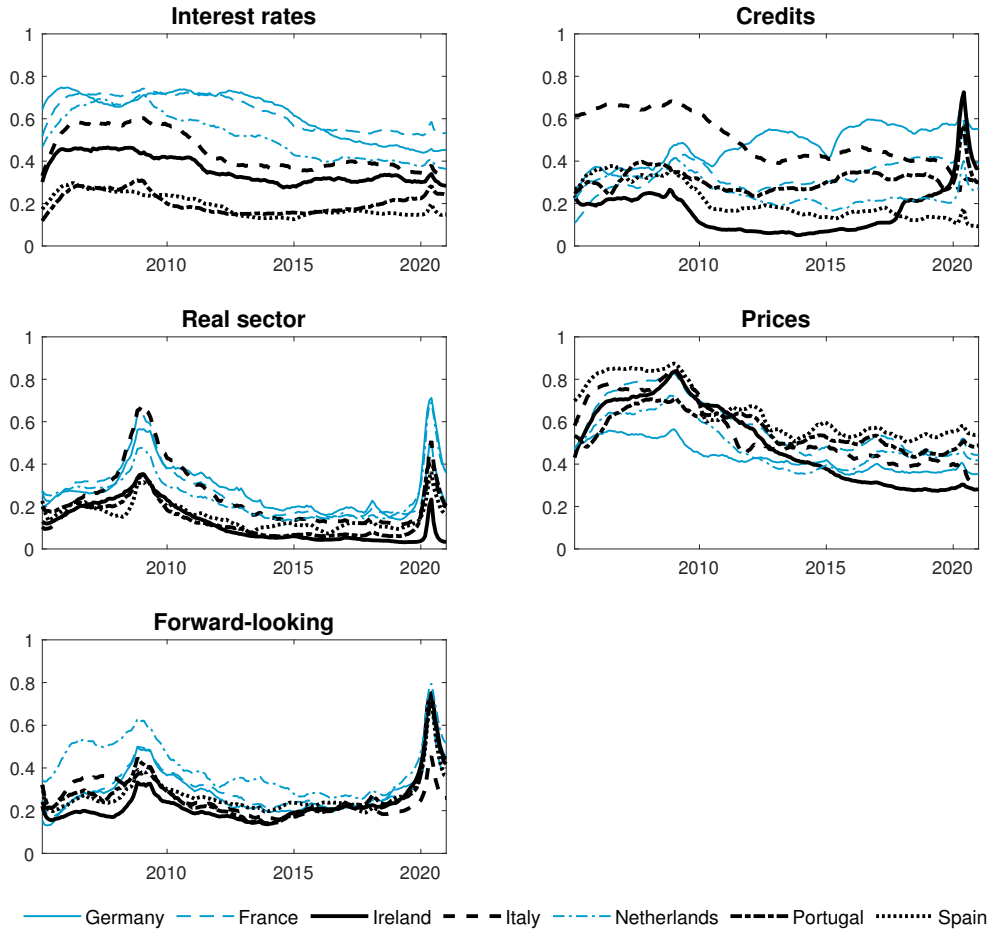 Interest rates
1
0.8
0.6
0.4
0.2
0
2010 2015 2020
Credits
1
0.8
0.6
0.4
0.2
0
2010 2015 2020
Real sector
1
0.8
0.6
0.4
0.2
0
2010 2015 2020
Prices
1
0.8
0.6
0.4
0.2
0
2010 2015 2020
Forward-looking
1
0.8
0.6
0.4
0.2
0
2010 2015 2020
Germany France Ireland Italy Netherlands Portugal Spain